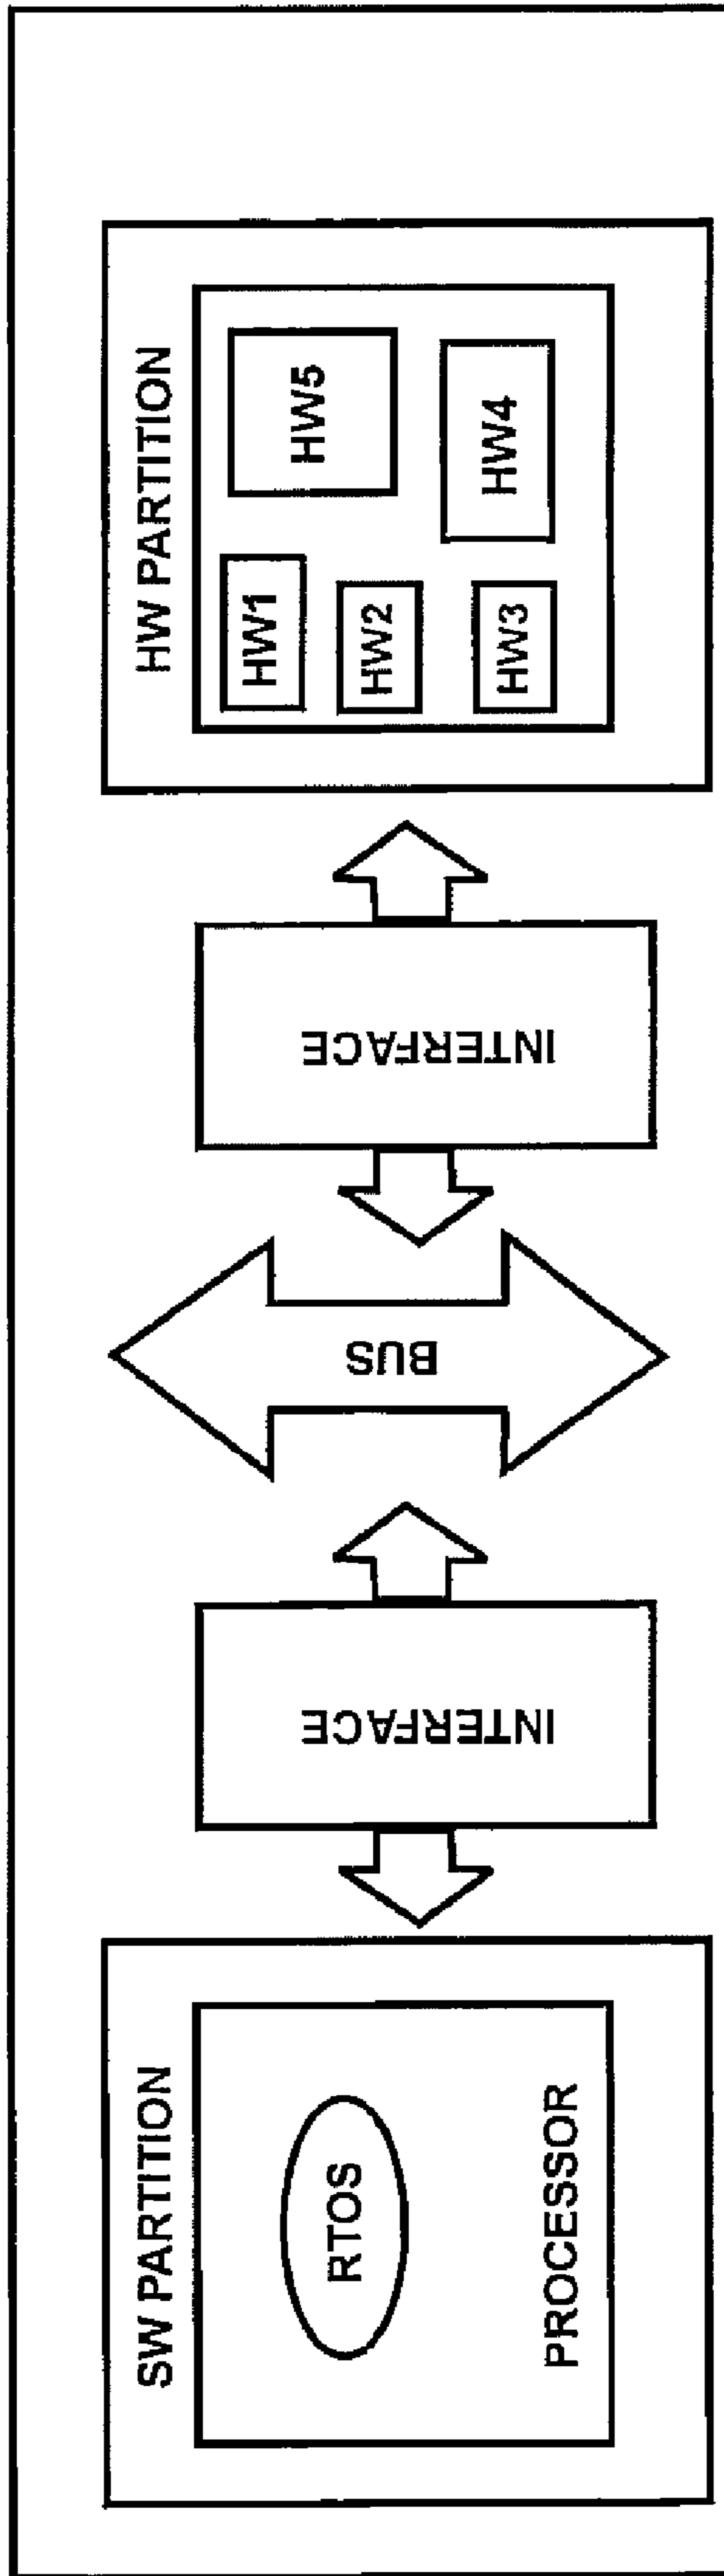 SW PARTITION
RTOS
PROCESSOR
INTERFACE
BUS
INTERFACE
HW PARTITION
HW1
HW2
HW3
HW5
HW4